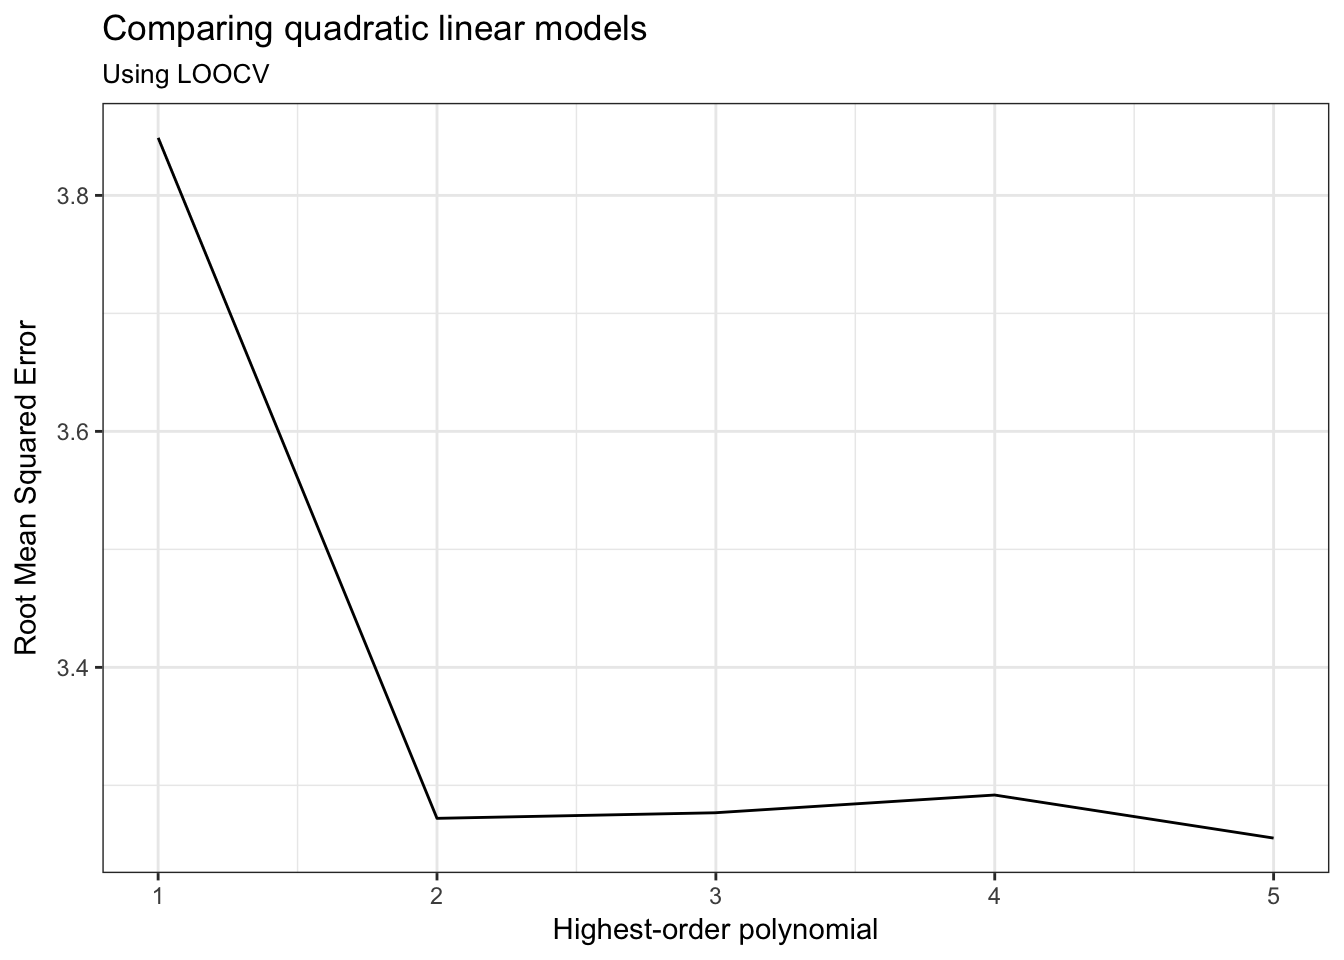 Comparing quadratic linear models
Using LOOCV
Root Mean Squared Error
3.8
3.6
3.4
1 2 3 4 5
Highest-order polynomial